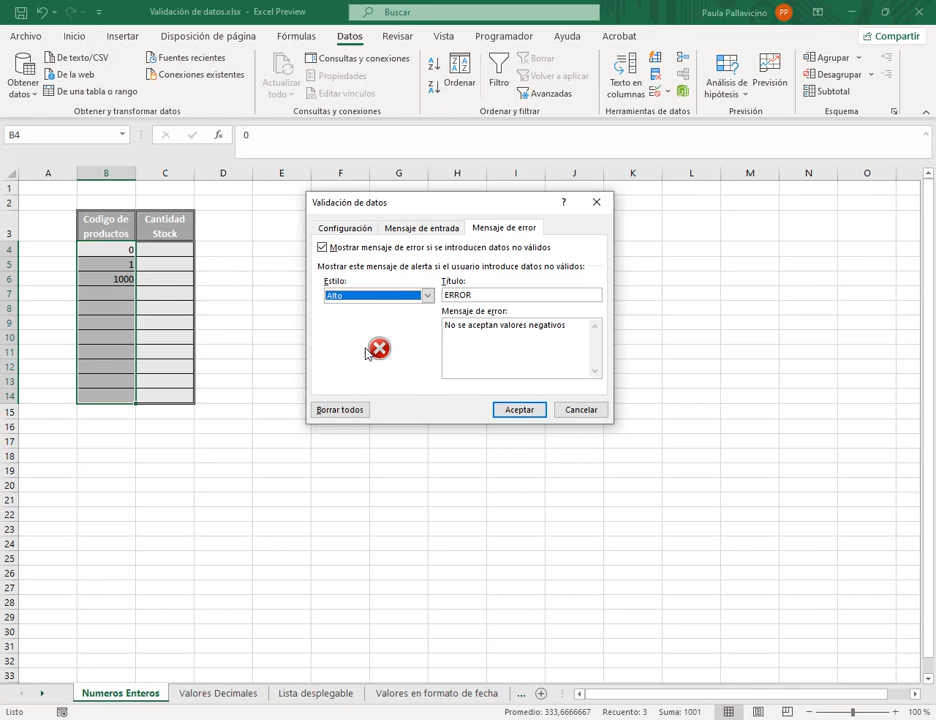 Validación de datos.xlsx - Excel Preview
Buscar
Paula Pallavicino
PP
Archivo
Inicio
Insertar
Disposición de página
Fórmulas
Datos
Revisar
Vista
Programador
Ayuda
Acrobat
Compartir
Obtener
datos
De texto/CSV
De la web
De una tabla o rango
Fuentes recientes
Conexiones existentes
Obtener y transformar datos
Actualizar
todo
Consultas y conexiones
Propiedades
Editar vínculos
Consultas y conexiones
Ordenar
Filtro
Borrar
Volver a aplicar
Avanzadas
Ordenar y filtrar
Texto en
columnas
Herramientas de datos
Análisis de
hipótesis
Previsión
Previsión
Agrupar
Desagrupar
Subtotal
Esquema
B4
fx
0
A B C D E F G H I J K L M N O
1
2
3
Codigo de
productos
Cantidad
Stock
4 0
5 1
6 1000
7
8
9
10
11
12
13
14
15
16
17
18
19
20
21
22
23
24
25
26
27
28
29
30
31
32
33
Validación de datos
?
Configuración
Mensaje de entrada
Mensaje de error
Mostrar mensaje de error si se introducen datos no válidos
Mostrar este mensaje de alerta si el usuario introduce datos no válidos:
Estilo:
Título:
Alto
ERROR
Mensaje de error:
No se aceptan valores negativos
Borrar todos
Aceptar
Cancelar
Numeros Enteros
Valores Decimales
Lista desplegable
Valores en formato de fecha
...
Listo
Promedio: 333,6666667
Recuento: 3
Suma: 1001
100 %